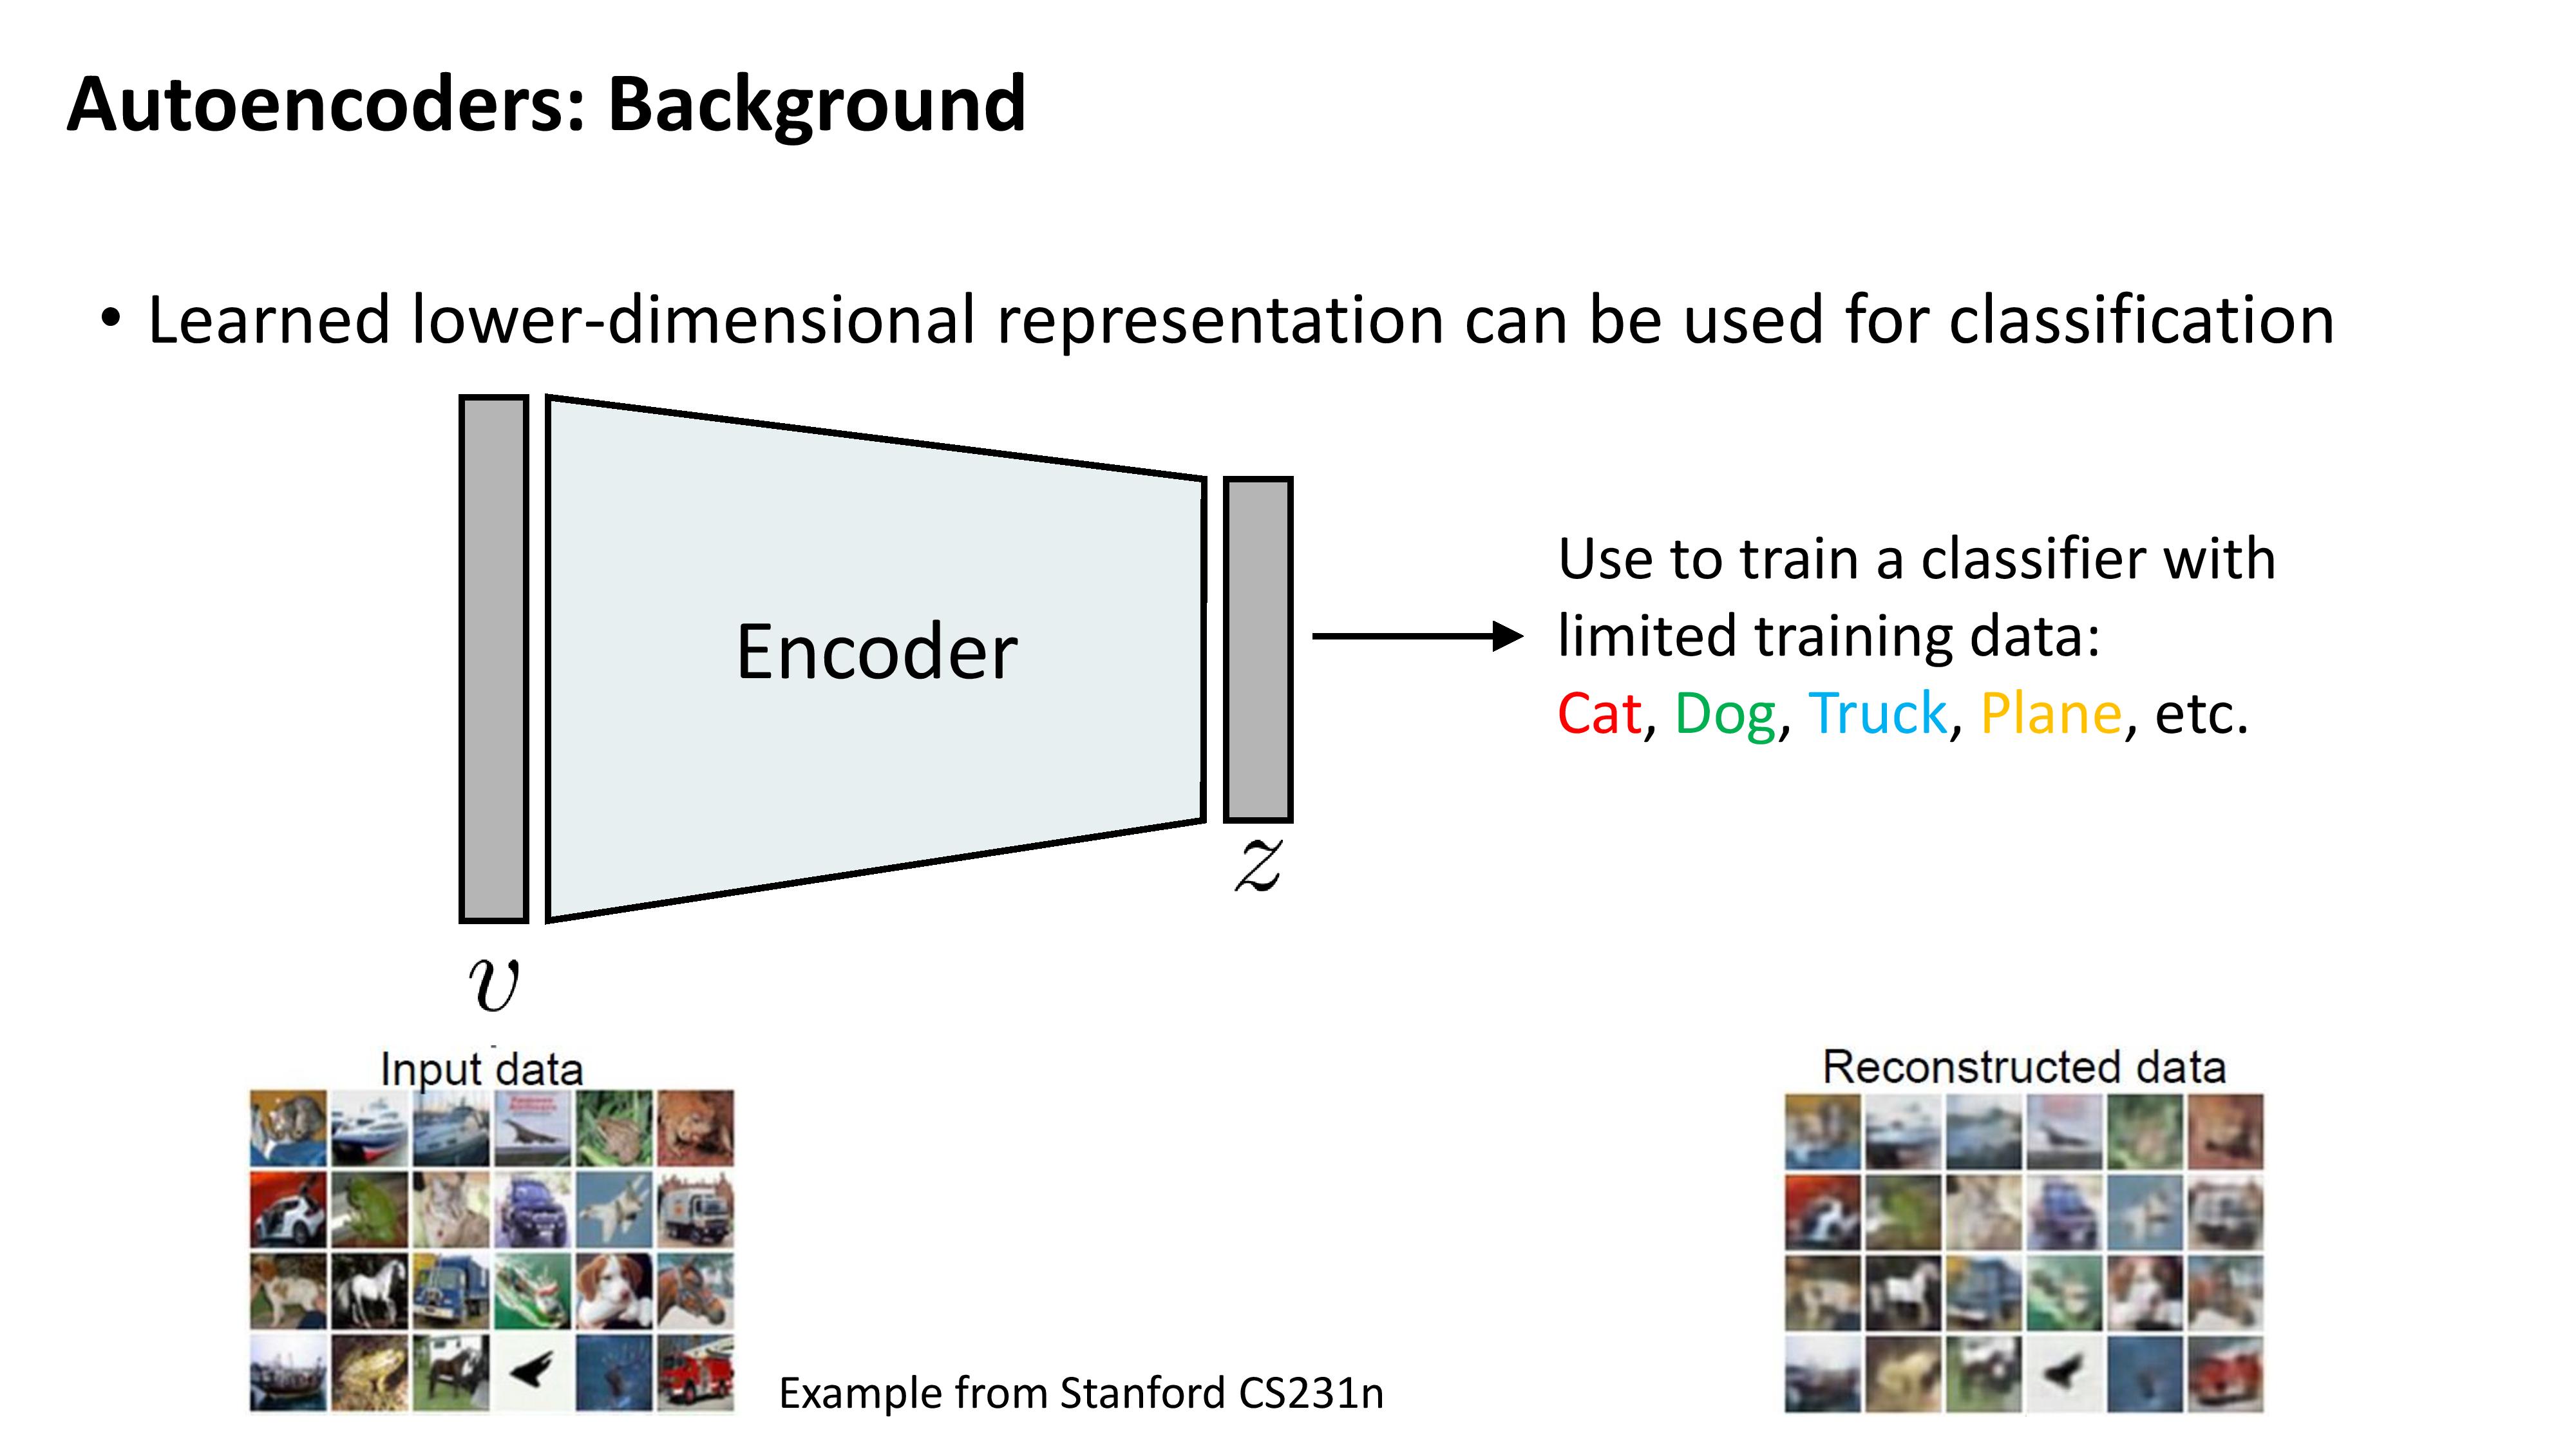 Autoencoders: Background
• Learned lower-dimensional representation can be used for classification
Encoder
Use to train a classifier with
limited training data:
Cat, Dog, Truck, Plane, etc.
z
v
Input data
Reconstructed data
Example from Stanford CS231n